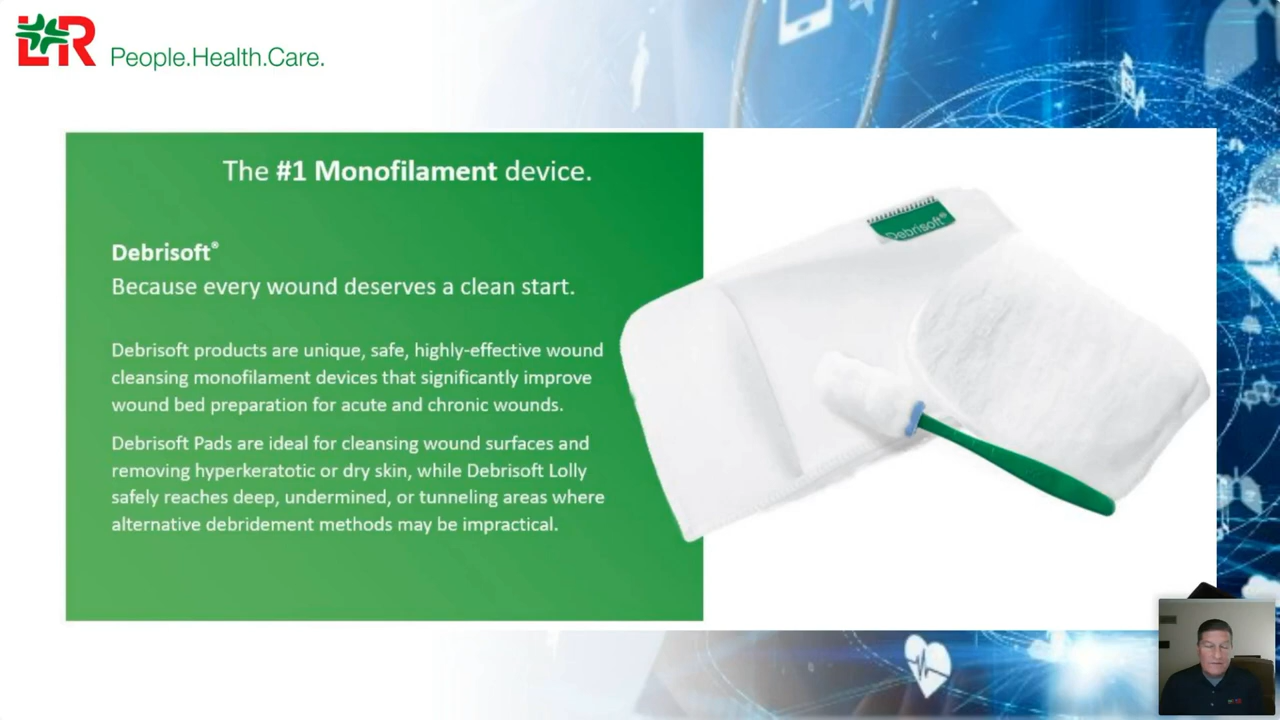 L&R
People.Health.Care.
The #1 Monofilament device.
Debrisoft®
Because every wound deserves a clean start.
Debrisoft products are unique, safe, highly-effective wound
cleansing monofilament devices that significantly improve
wound bed preparation for acute and chronic wounds.
Debrisoft Pads are ideal for cleansing wound surfaces and
removing hyperkeratotic or dry skin, while Debrisoft Lolly
safely reaches deep, undermined, or tunneling areas where
alternative debridement methods may be impractical.
Debrisoft®